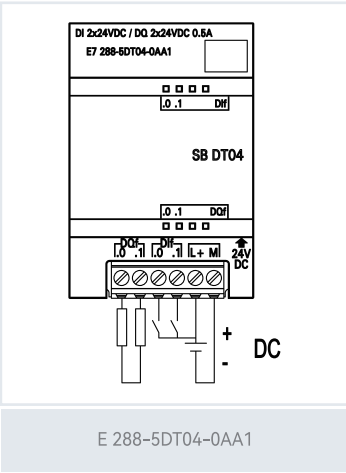 DI 2x24VDC / DQ 2x24VDC 0.5A
E7 288-5DT04-0AA1
.0 .1 DIf
SB DT04
.0 .1 DQf
DQf DIf
.0 .1 .0 .1 L+ M 24V DC
+
DC
-
E 288-5DT04-0AA1